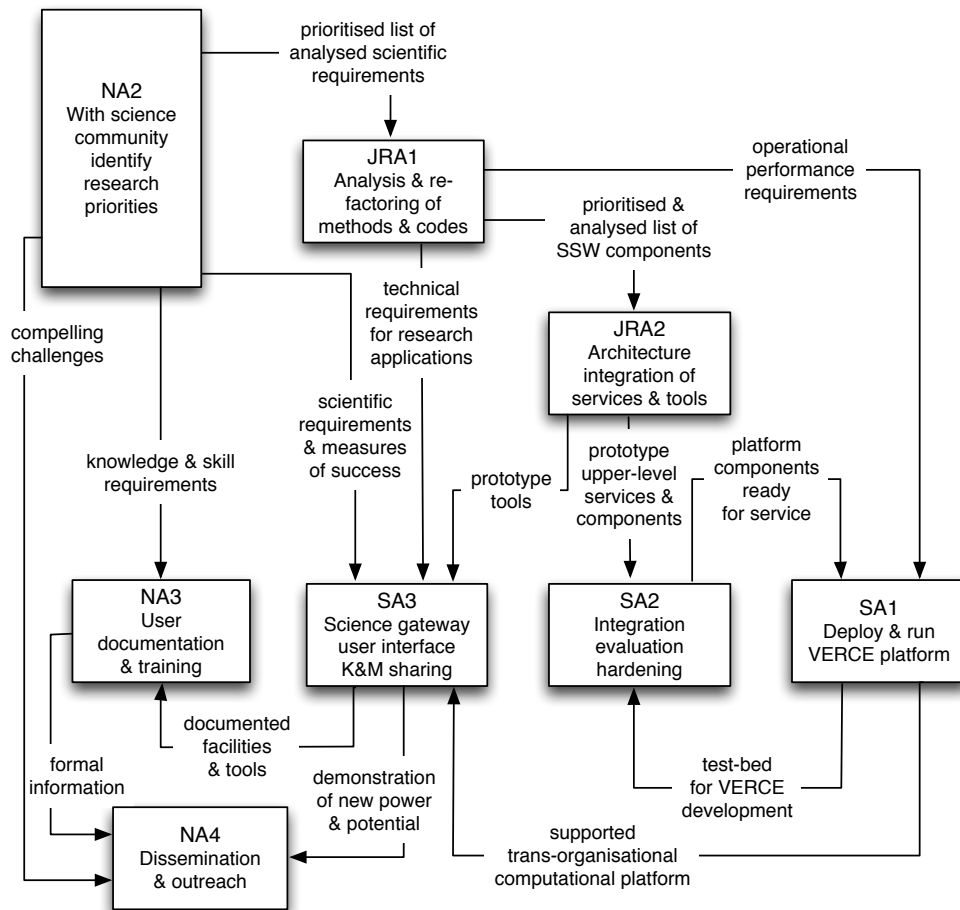 prioritised list of
analysed scientific
requirements
NA2
With science
community
identify
research
priorities
JRA1
Analysis & re-
factoring of
methods & codes
operational
performance
requirements
prioritised &
analysed list of
SSW components
compelling
challenges
technical
requirements
for research
applications
JRA2
Architecture
integration of
services & tools
scientific
requirements
& measures
of success
knowledge & skill
requirements
prototype
tools
prototype
upper-level
services &
components
platform
components
ready
for service
NA3
User
documentation
& training
SA3
Science gateway
user interface
K&M sharing
SA2
Integration
evaluation
hardening
SA1
Deploy & run
VERCE platform
documented
facilities
& tools
formal
information
demonstration
of new power
& potential
test-bed
for VERCE
development
NA4
Dissemination
& outreach
supported
trans-organisational
computational platform